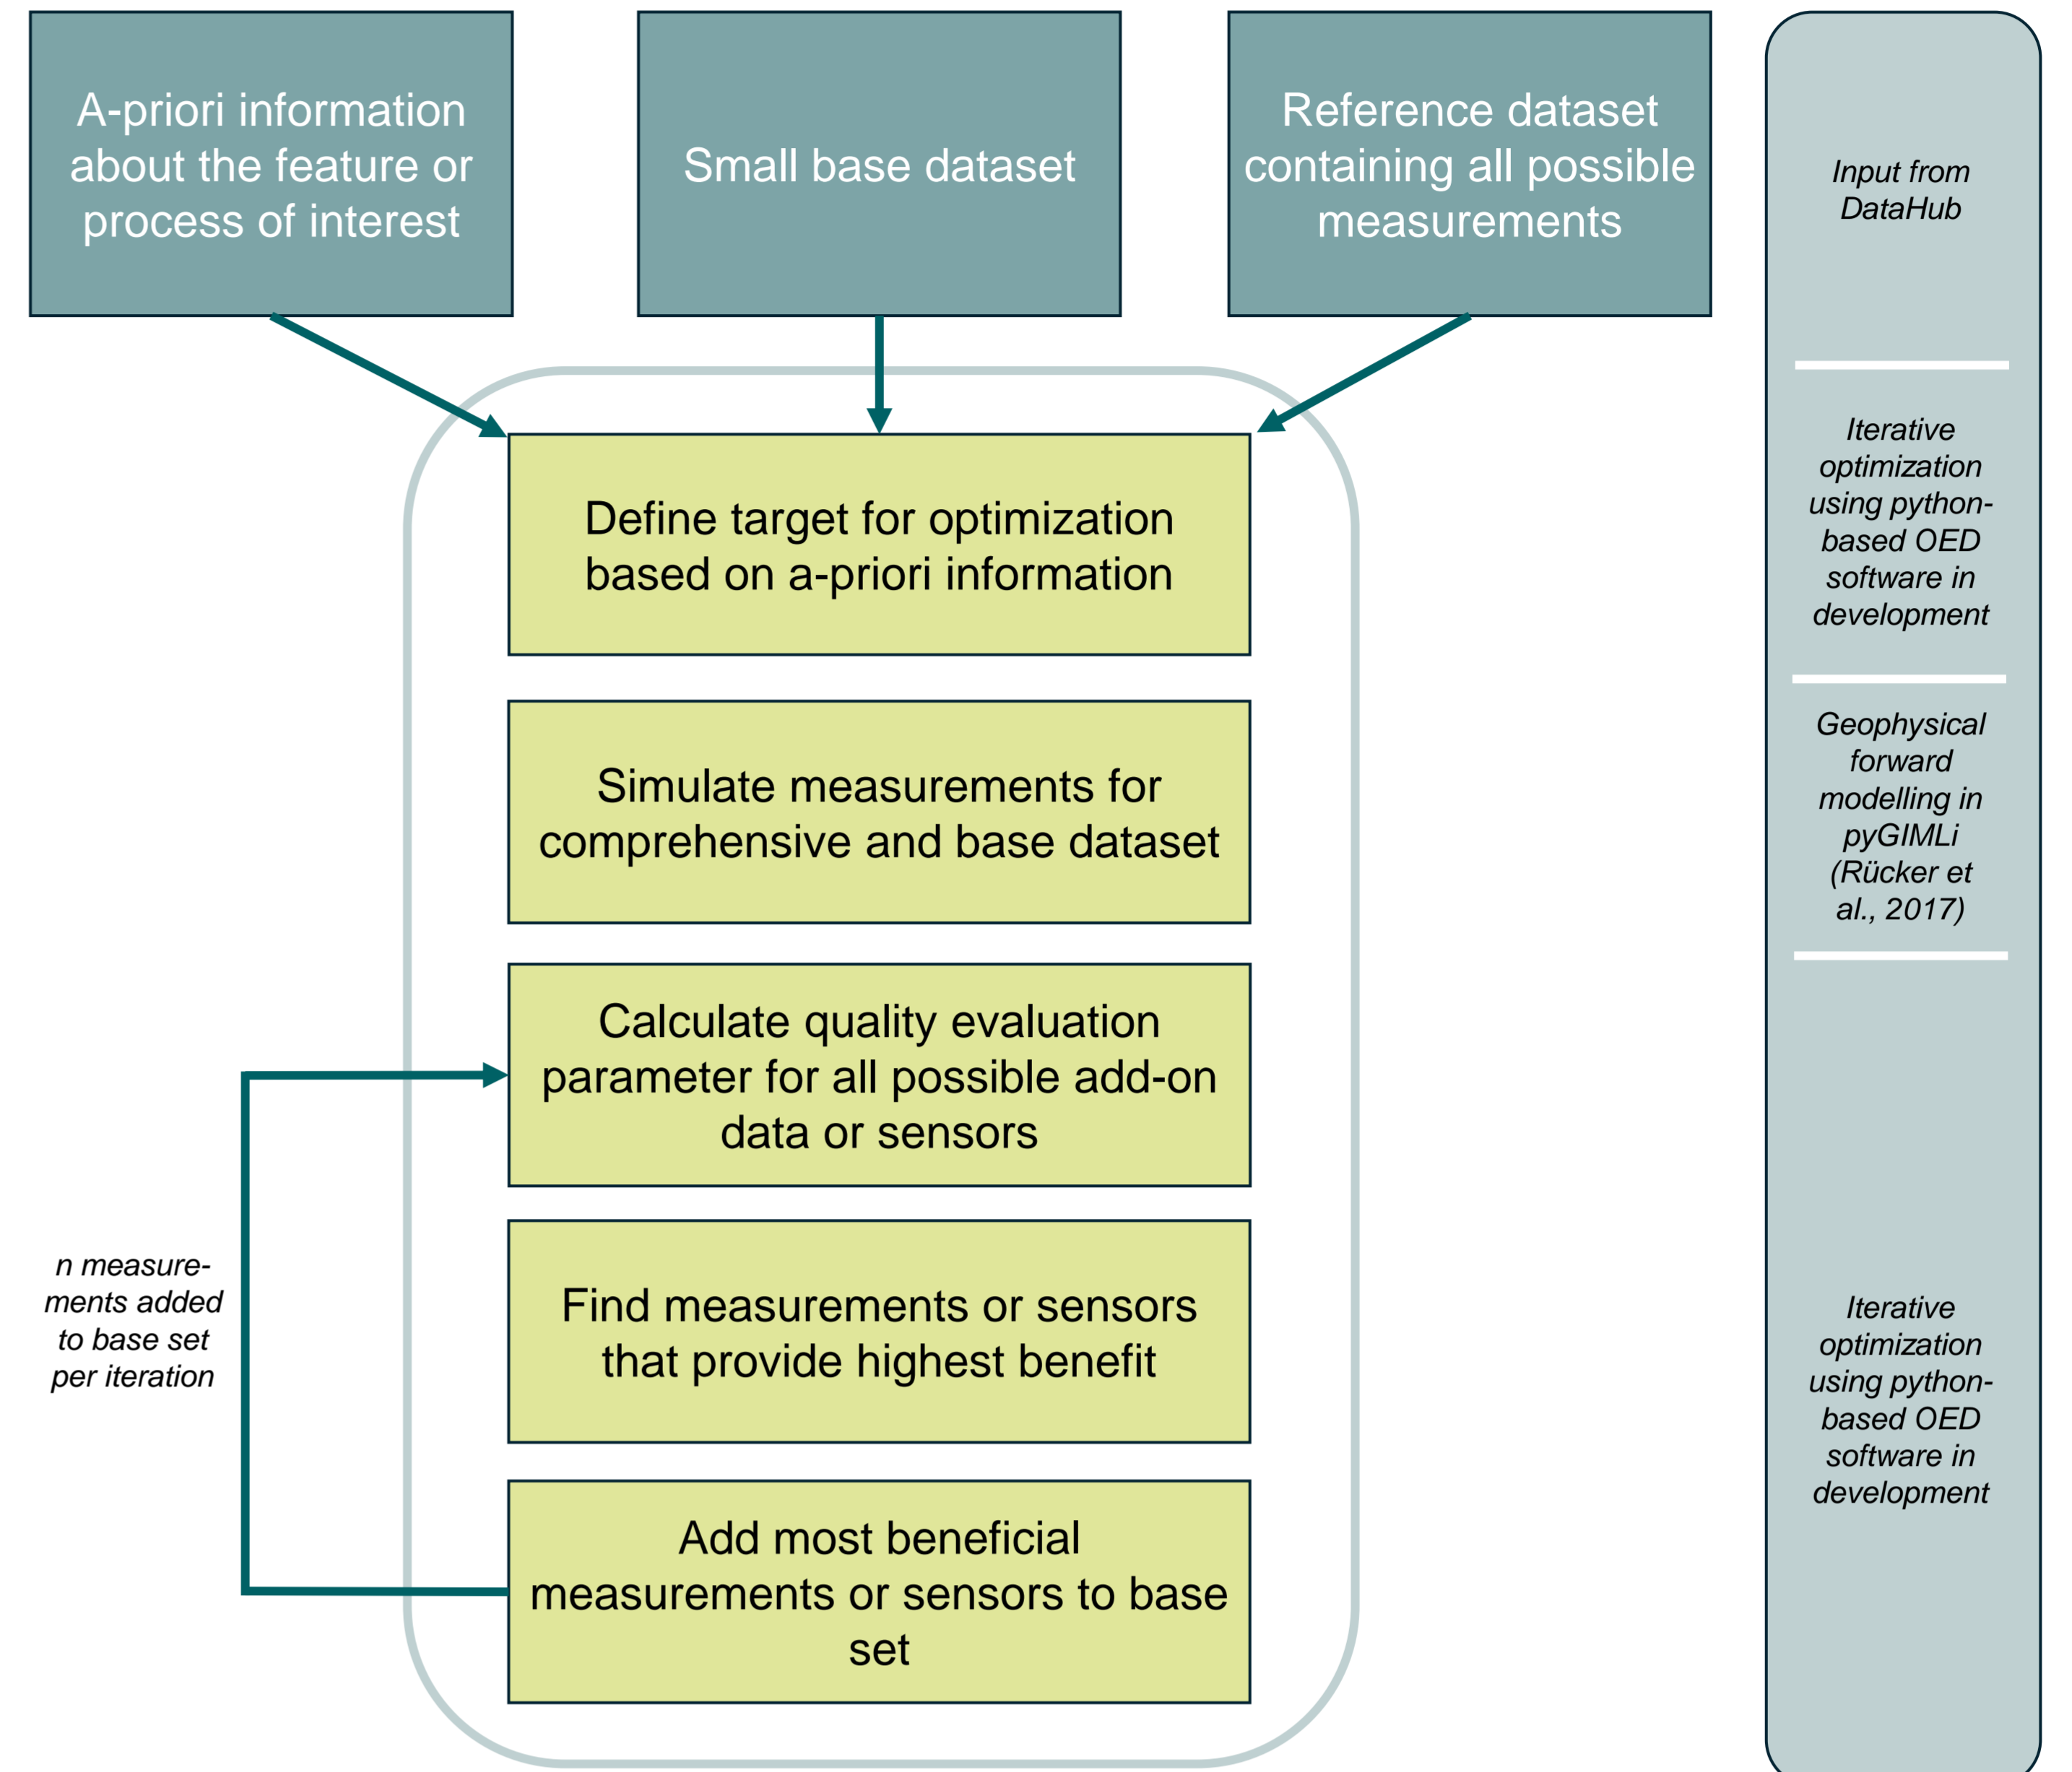 A-priori information
about the feature or
process of interest
Small base dataset
Reference dataset
containing all possible
measurements
Input from
DataHub
Define target for optimization
based on a-priori information
Iterative
optimization
using python-
based OED
software in
development
Simulate measurements for
comprehensive and base dataset
Geophysical
forward
modelling in
pyGIMLi
(Rücker et
al., 2017)
Calculate quality evaluation
parameter for all possible add-on
data or sensors
Find measurements or sensors
that provide highest benefit
Add most beneficial
measurements or sensors to base
set
n measure-
ments added
to base set
per iteration
Iterative
optimization
using python-
based OED
software in
development